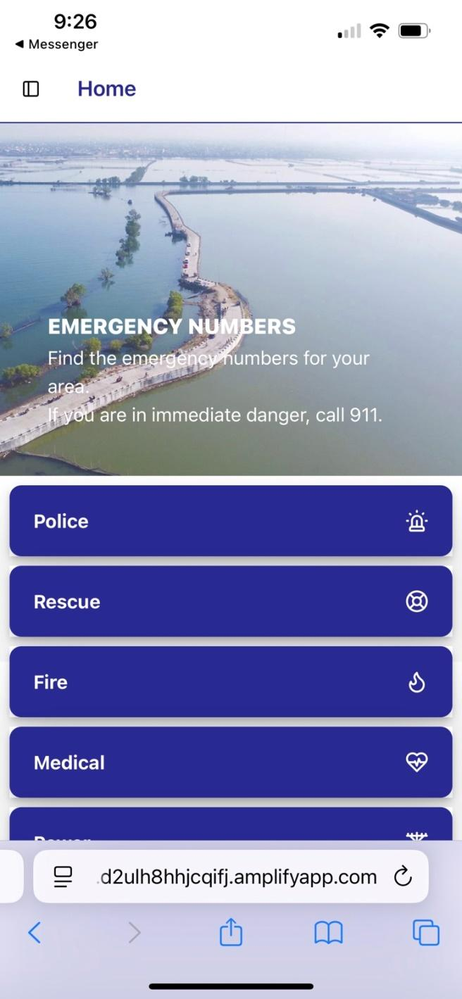 9:26
Messenger
Home
EMERGENCY NUMBERS
Find the emergency numbers for your
area.
If you are in immediate danger, call 911.
Police
Rescue
Fire
Medical
Power
.d2ulh8hhjcqifj.amplifyapp.com